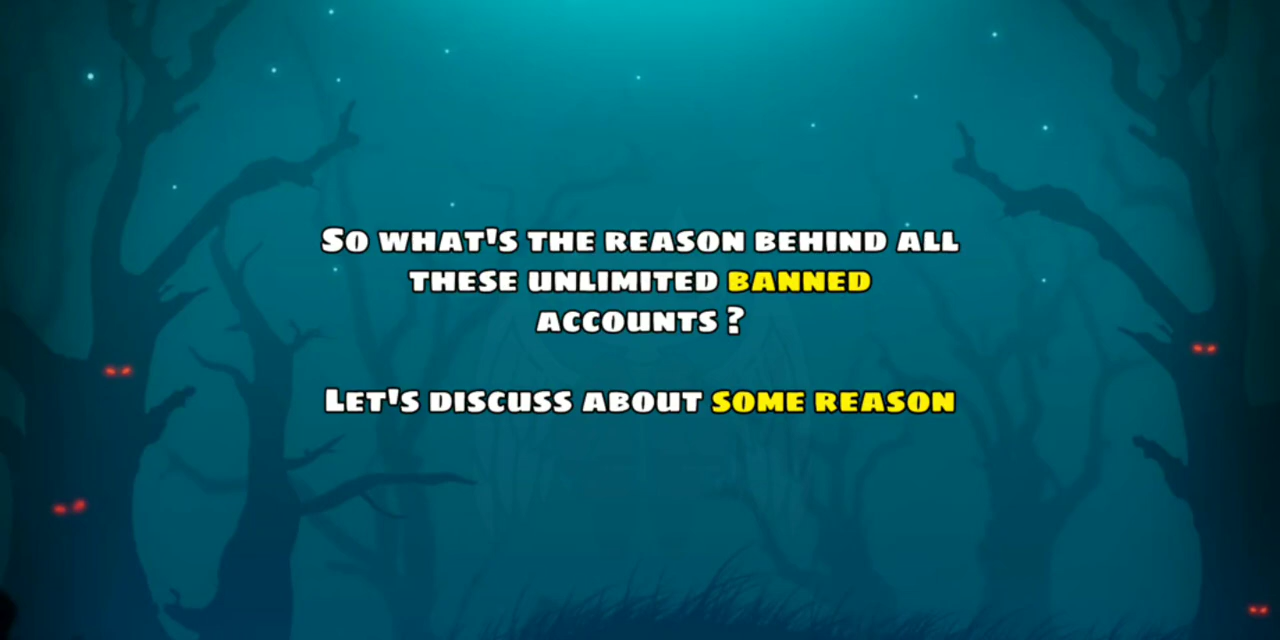 So what's the reason behind all
these unlimited banned
accounts ?
Let's discuss about some reason